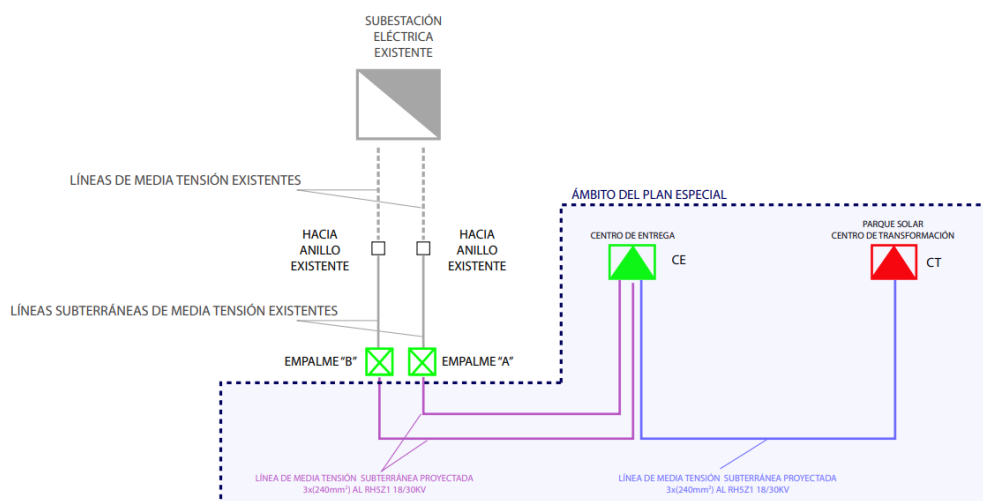 SUBESTACIÓN
ELÉCTRICA
EXISTENTE
LÍNEAS DE MEDIA TENSIÓN EXISTENTES
ÁMBITO DEL PLAN ESPECIAL
HACIA
ANILLO
EXISTENTE
HACIA
ANILLO
EXISTENTE
CENTRO DE ENTREGA
CE
PARQUE SOLAR
CENTRO DE TRANSFORMACIÓN
CT
LÍNEAS SUBTERRÁNEAS DE MEDIA TENSIÓN EXISTENTES
EMPALME "B"
EMPALME "A"
LÍNEA DE MEDIA TENSIÓN SUBTERRÁNEA PROYECTADA
3x(240mm²) AL RH5Z1 18/30KV
LÍNEA DE MEDIA TENSIÓN SUBTERRÁNEA PROYECTADA
3x(240mm²) AL RH5Z1 18/30KV